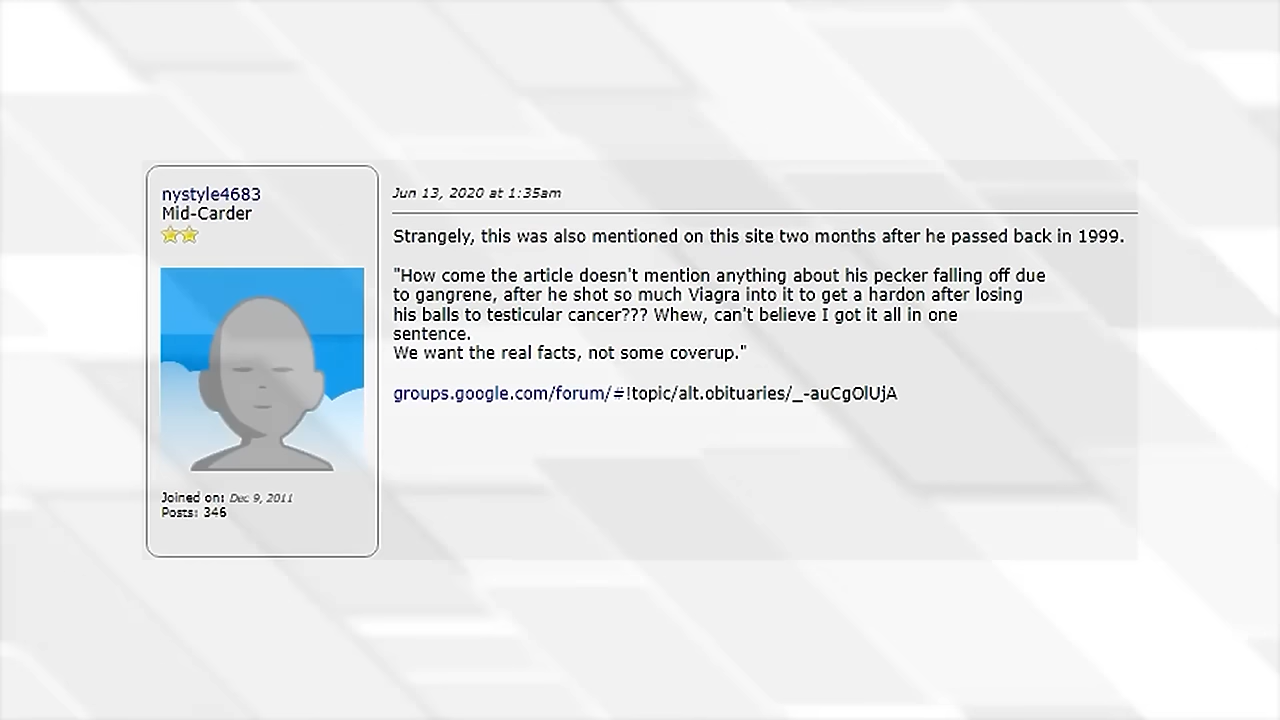 nystyle4683
Mid-Carder
Joined on: Dec 9, 2011
Posts: 346
Jun 13, 2020 at 1:35am
Strangely, this was also mentioned on this site two months after he passed back in 1999.
"How come the article doesn't mention anything about his pecker falling off due
to gangrene, after he shot so much Viagra into it to get a hardon after losing
his balls to testicular cancer??? Whew, can't believe I got it all in one
sentence.
We want the real facts, not some coverup."
groups.google.com/forum/#!topic/alt.obituaries/_-auCgOlUjA